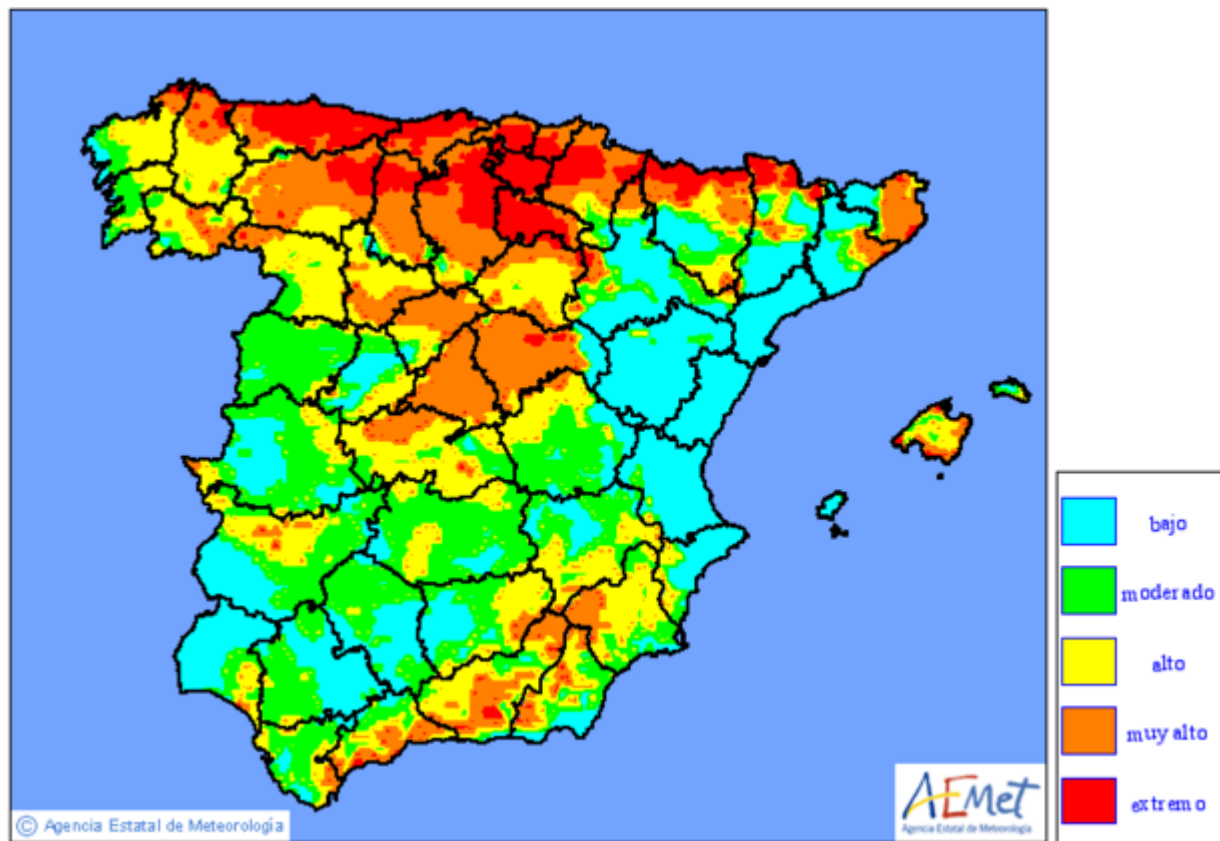 bajo
moderado
alto
muy alto
extremo
AEMet
Agencia Estatal de Meteorología
© Agencia Estatal de Meteorología